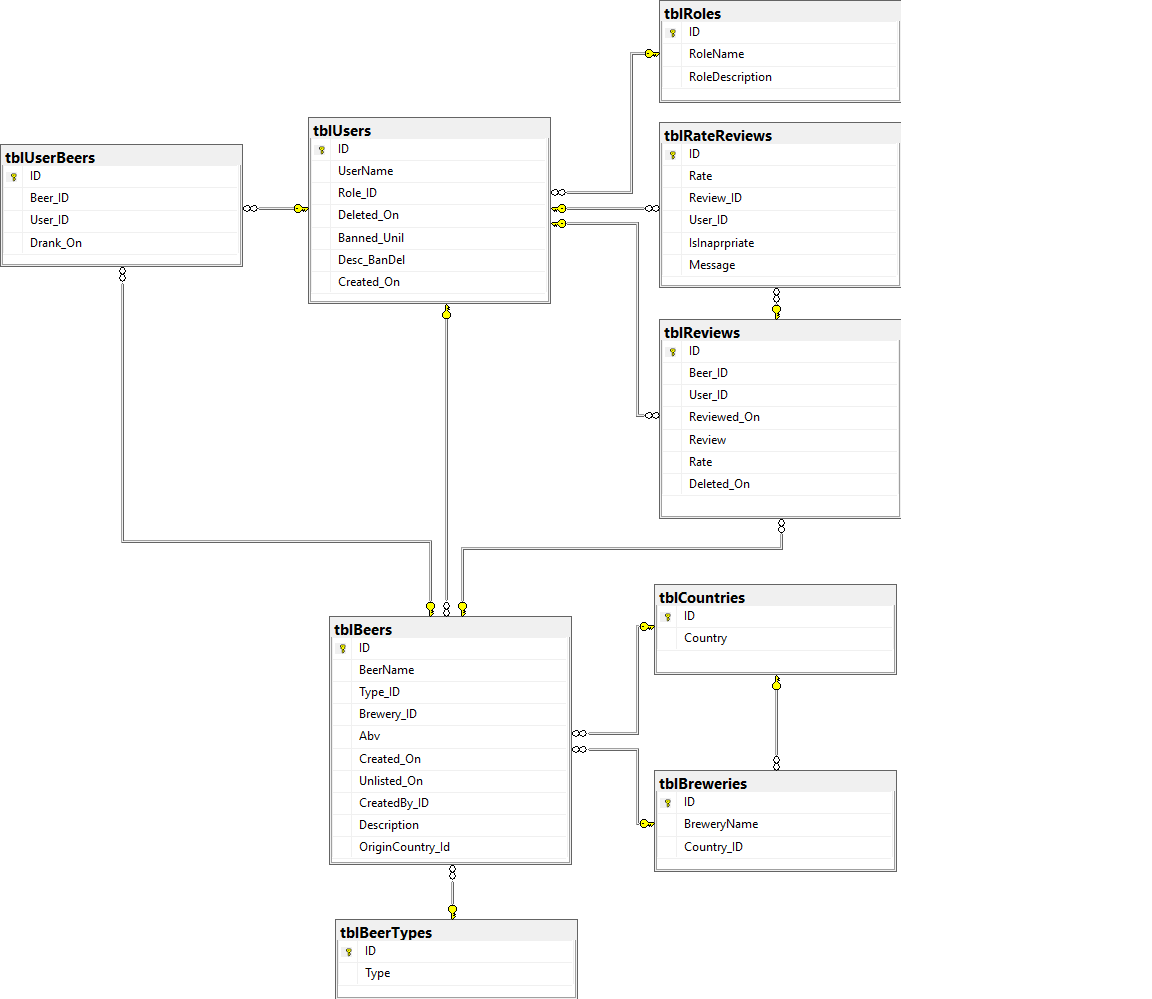 tblRoles
ID
RoleName
RoleDescription
tblUsers
ID
UserName
Role_ID
Deleted_On
Banned_Unil
Desc_BanDel
Created_On
tblRateReviews
ID
Rate
Review_ID
User_ID
IsInaprpriate
Message
tblUserBeers
ID
Beer_ID
User_ID
Drank_On
tblReviews
ID
Beer_ID
User_ID
Reviewed_On
Review
Rate
Deleted_On
tblCountries
ID
Country
tblBeers
ID
BeerName
Type_ID
Brewery_ID
Abv
Created_On
Unlisted_On
CreatedBy_ID
Description
OriginCountry_Id
tblBreweries
ID
BreweryName
Country_ID
tblBeerTypes
ID
Type